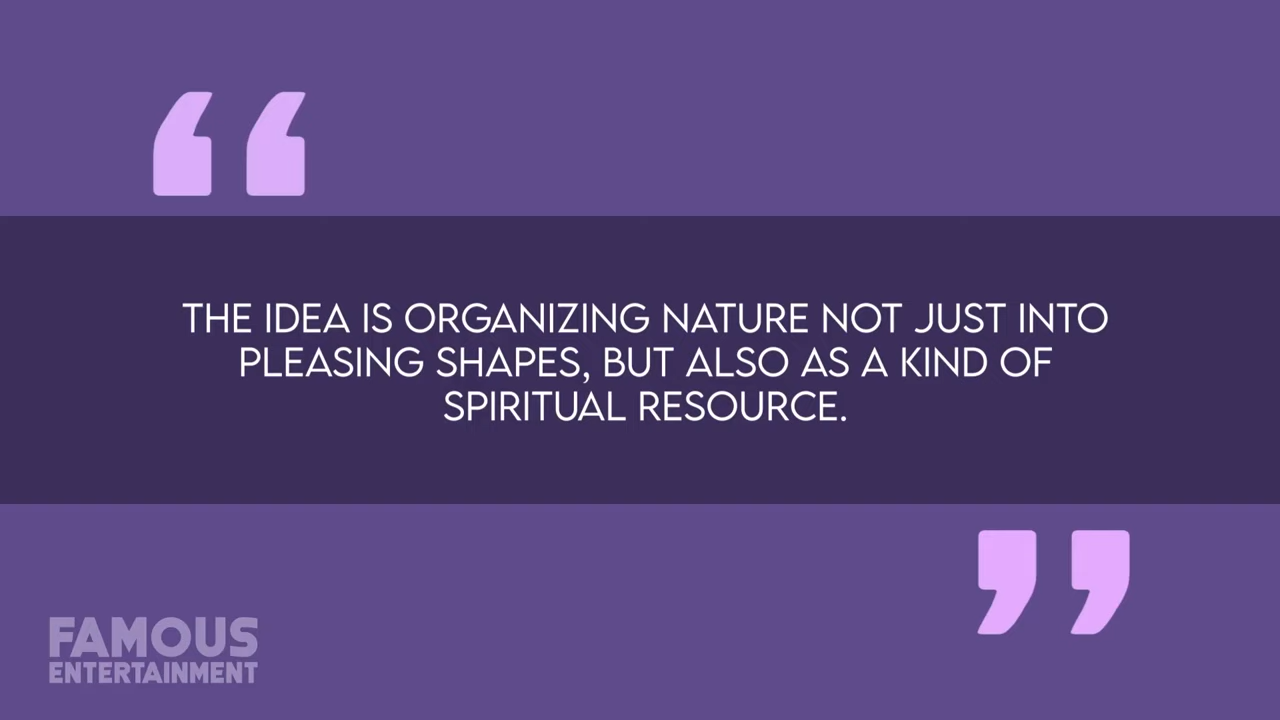 THE IDEA IS ORGANIZING NATURE NOT JUST INTO
PLEASING SHAPES, BUT ALSO AS A KIND OF
SPIRITUAL RESOURCE.
FAMOUS
ENTERTAINMENT